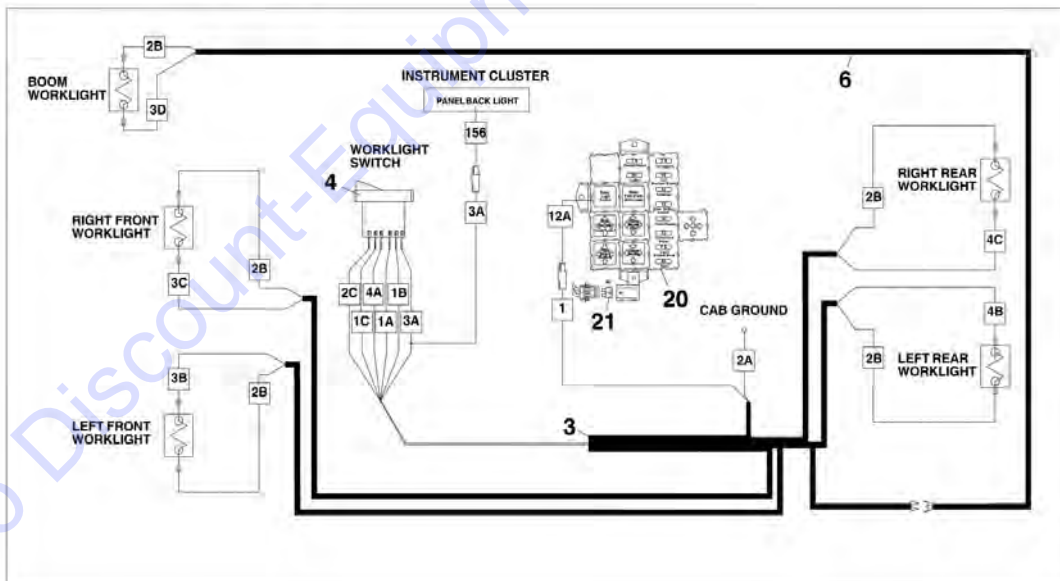 2B
BOOM
WORKLIGHT
3D
INSTRUMENT CLUSTER
PANEL BACK LIGHT
156
6
WORKLIGHT
SWITCH
4
3A
12A
2B
RIGHT REAR
WORKLIGHT
4C
RIGHT FRONT
WORKLIGHT
2B
3C
2C
4A
1B
1C
1A
3A
1
21
20
CAB GROUND
2A
4B
2B
LEFT REAR
WORKLIGHT
3B
2B
LEFT FRONT
WORKLIGHT
3
Discount-Equip